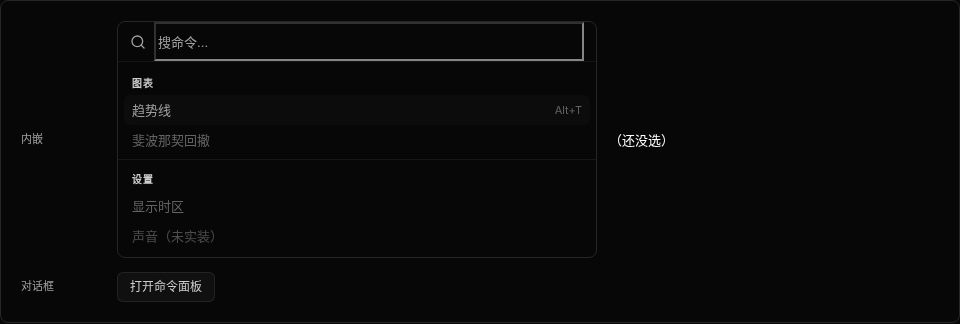 搜命令...
图表
趋势线 Alt+T
内嵌
斐波那契回撤
（还没选）
设置
显示时区
声音（未实装）
对话框
打开命令面板